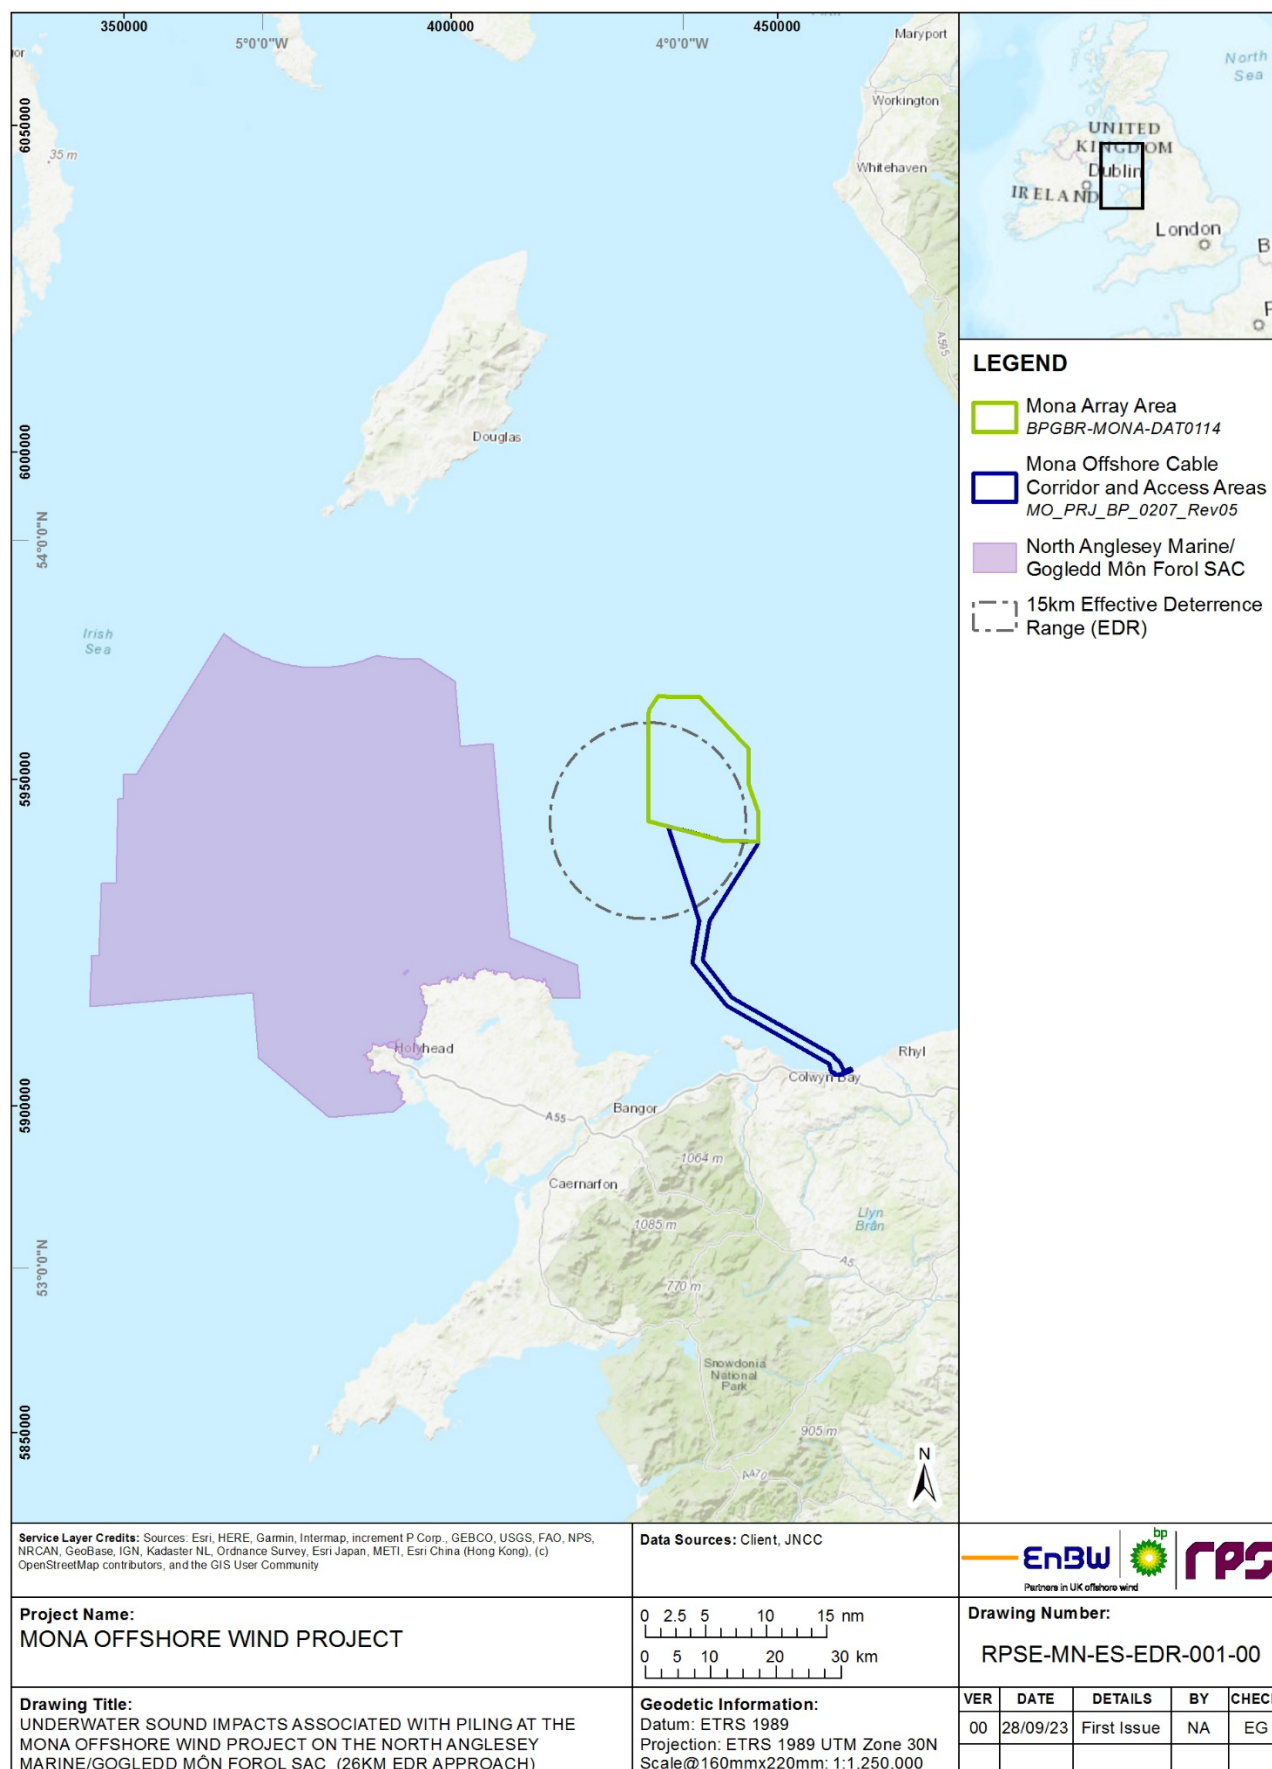 350000
400000
450000
5°0'0"W
4°0'0"W
Maryport
Workington
Whitehaven
6050000
35 m
A595
Douglas
6000000
54°0'0"N
Irish
Sea
5950000
Holyhead
Rhyl
Colwyn Bay
5900000
Bangor
A55
1064 m
Caernarfon
1085 m
Llyn
Brân
A5
53°0'0"N
770 m
Snowdonia
National
Park
905 m
5850000
A470
N
North
Sea
UNITED
KINGDOM
Dublin
IRELAND
London
B
LEGEND
Mona Array Area
BPGBR-MONA-DAT0114
Mona Offshore Cable
Corridor and Access Areas
MO_PRJ_BP_0207_Rev05
North Anglesey Marine/
Gogledd Môn Forol SAC
15km Effective Deterrence
Range (EDR)
Service Layer Credits: Sources: Esri, HERE, Garmin, Intermap, increment P Corp., GEBCO, USGS, FAO, NPS,
NRCAN, GeoBase, IGN, Kadaster NL, Ordnance Survey, Esri Japan, METI, Esri China (Hong Kong), (c)
OpenStreetMap contributors, and the GIS User Community
Data Sources: Client, JNCC
EnBW
Partners in UK offshore wind
bp
rps
Project Name:
MONA OFFSHORE WIND PROJECT
0 2.5 5 10 15 nm
0 5 10 20 30 km
Drawing Number:
RPSE-MN-ES-EDR-001-00
Drawing Title:
UNDERWATER SOUND IMPACTS ASSOCIATED WITH PILING AT THE
MONA OFFSHORE WIND PROJECT ON THE NORTH ANGLESEY
MARINE/GOGLEDD MÔN FOROL SAC (26KM EDR APPROACH)
Geodetic Information:
Datum: ETRS 1989
Projection: ETRS 1989 UTM Zone 30N
Scale@160mmx220mm: 1:1,250,000
VER DATE DETAILS BY CHECK
00 28/09/23 First Issue NA EG